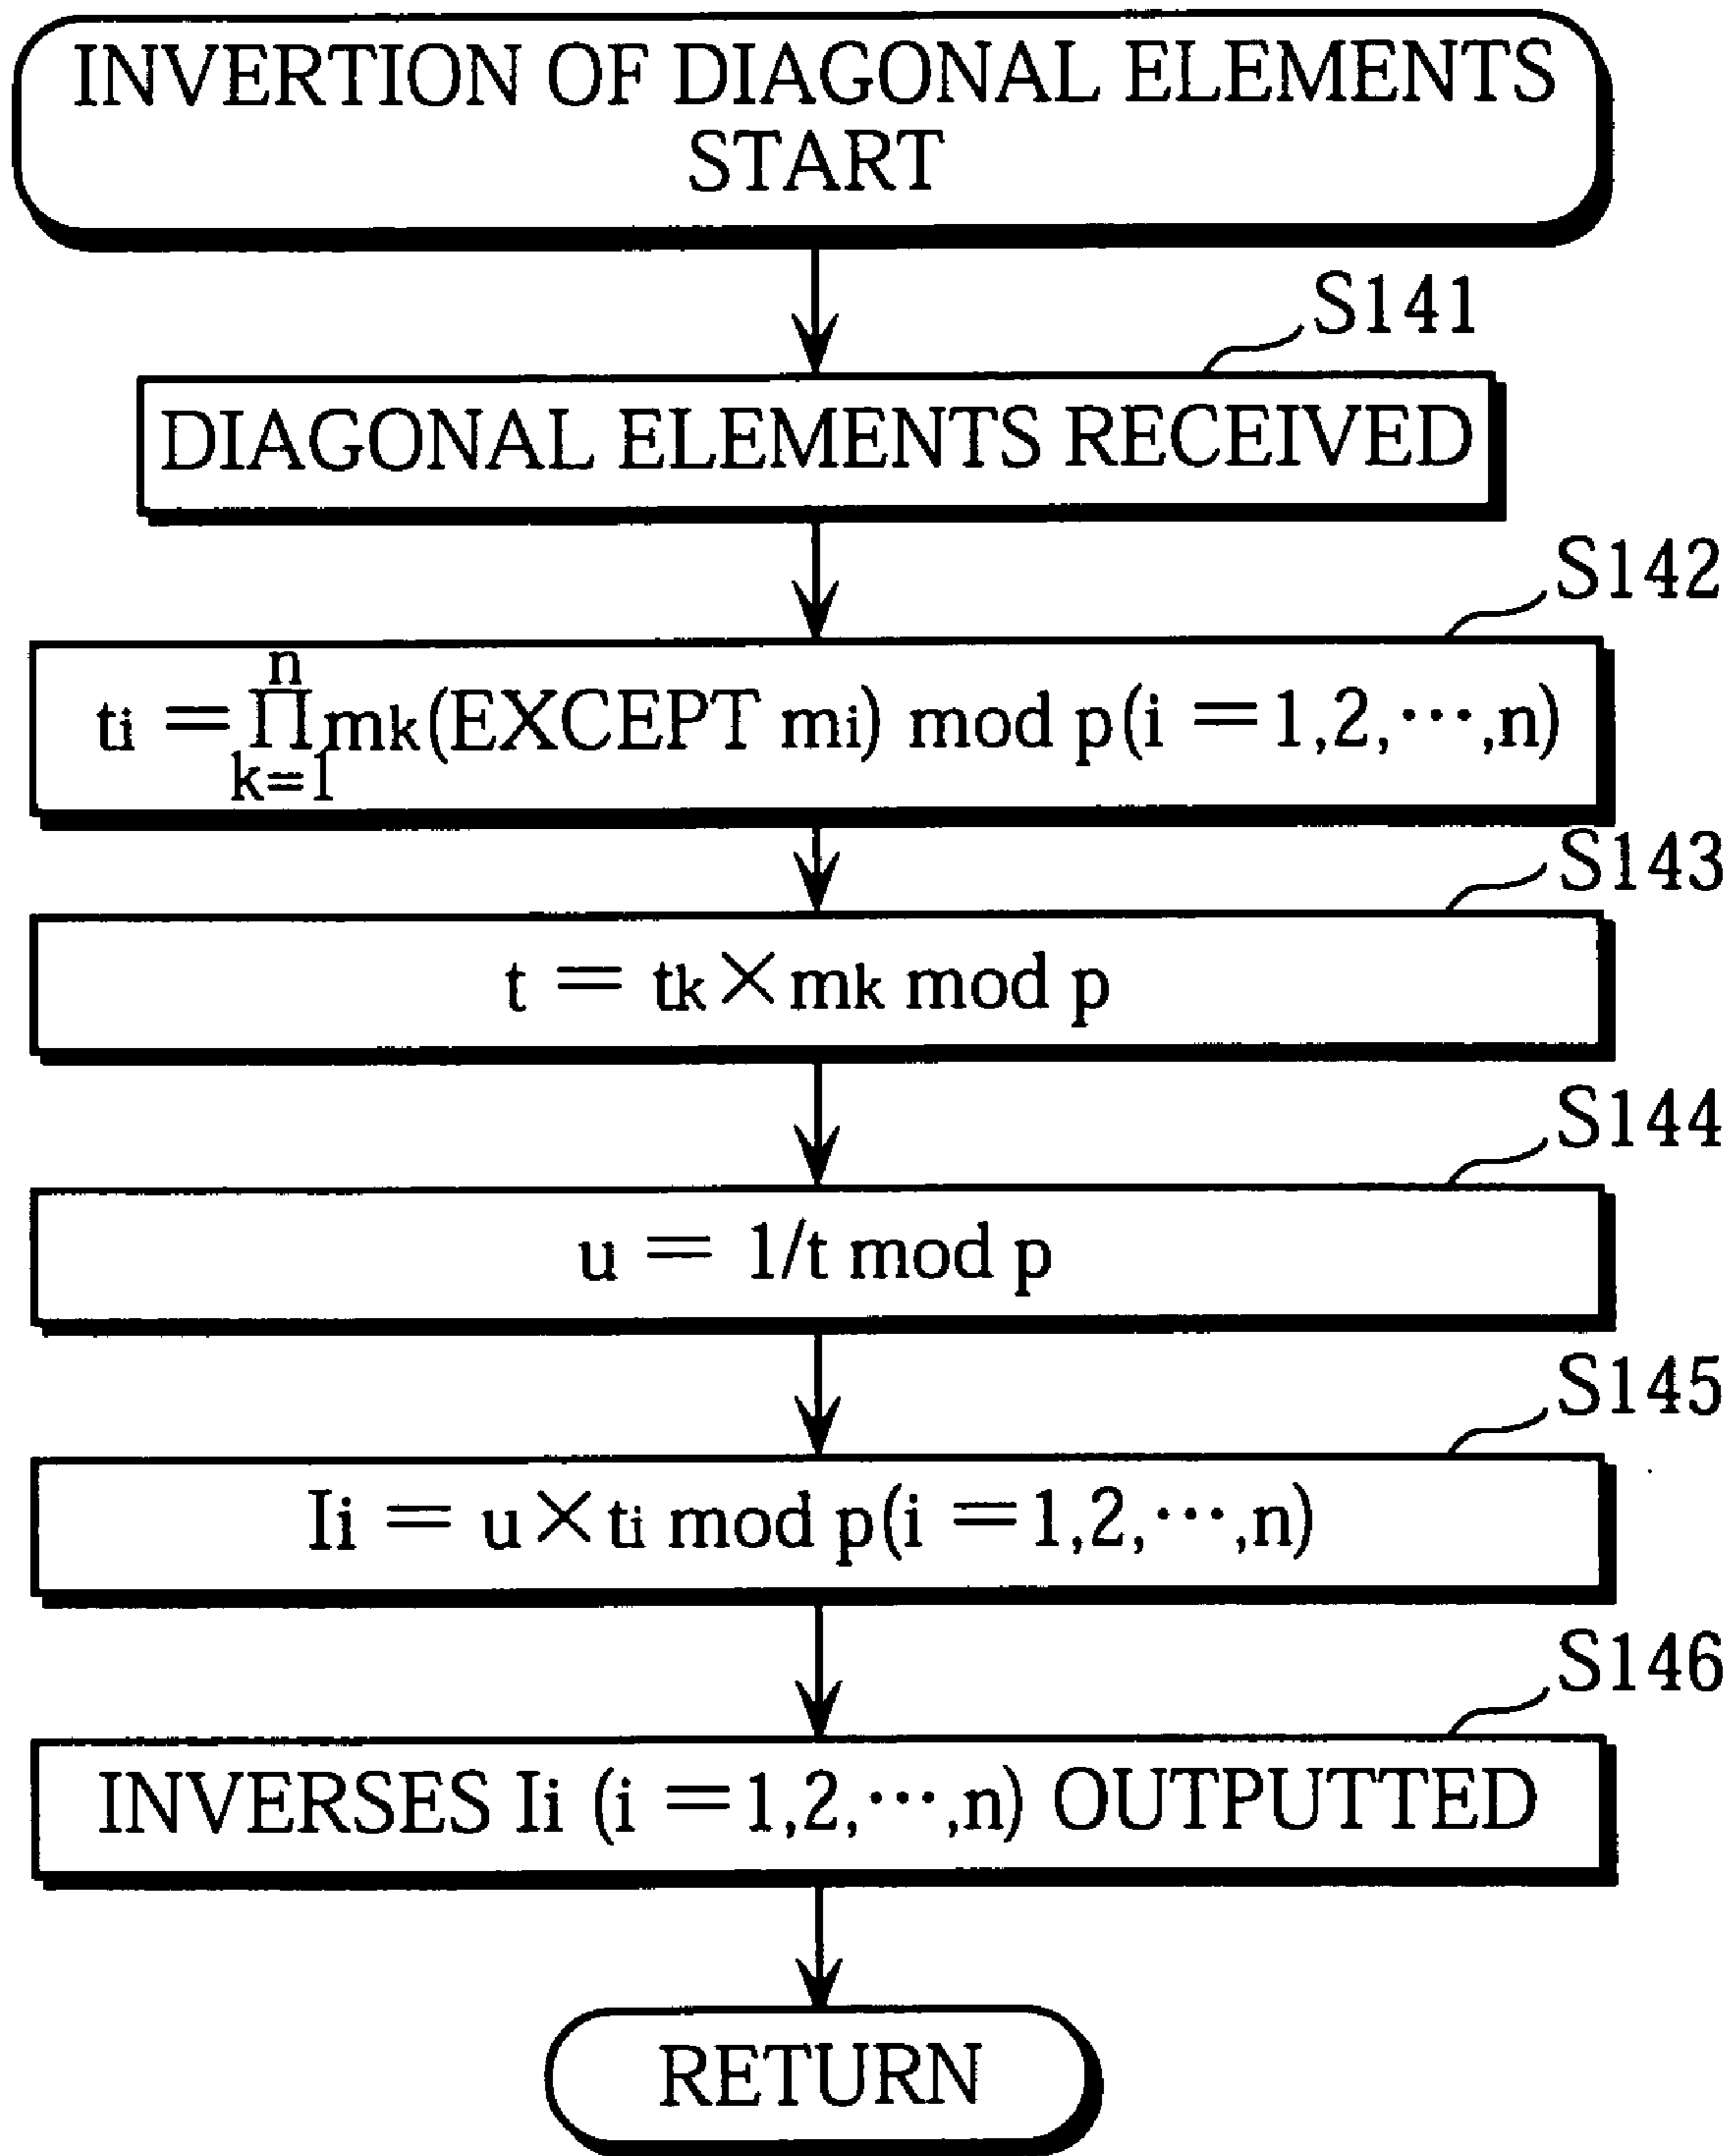 INVERTION OF DIAGONAL ELEMENTS
START
S141
DIAGONAL ELEMENTS RECEIVED
S142
ti = ∏ n k=1 mk(EXCEPT mi) mod p(i = 1,2, ⋯ ,n)
S143
t = tk × mk mod p
S144
u = 1/t mod p
S145
Ii = u × ti mod p(i = 1,2, ⋯ ,n)
S146
INVERSES Ii (i = 1,2, ⋯ ,n) OUTPUTTED
RETURN